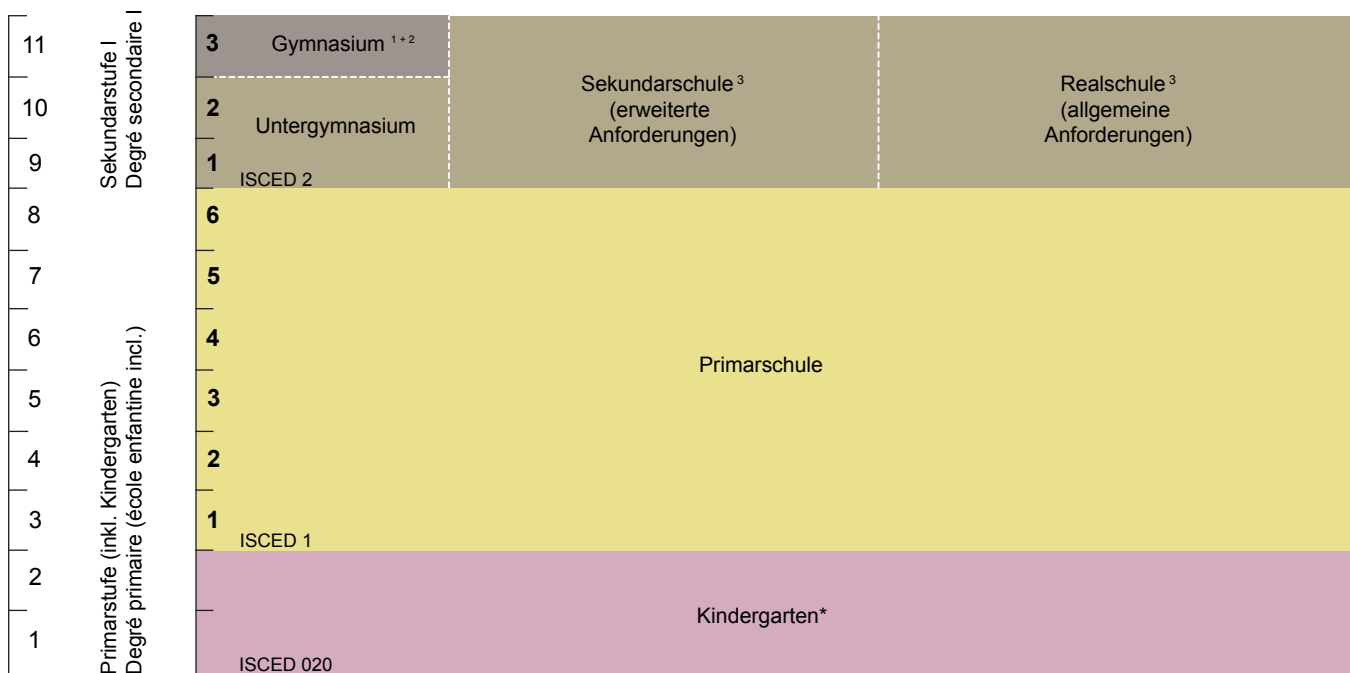 11
10
9
8
7
6
5
4
3
2
1
Sekundarstufe I
Degré secondaire I
Primarstufe (inkl. Kindergarten)
Degré primaire (école enfantine incl.)
3
Gymnasium 1 + 2
2
Untergymnasium
1
ISCED 2
Sekundarschule 3
(erweiterte
Anforderungen)
Realschule 3
(allgemeine
Anforderungen)
6
5
4
3
2
1
ISCED 1
Primarschule
Kindergarten*
ISCED 020